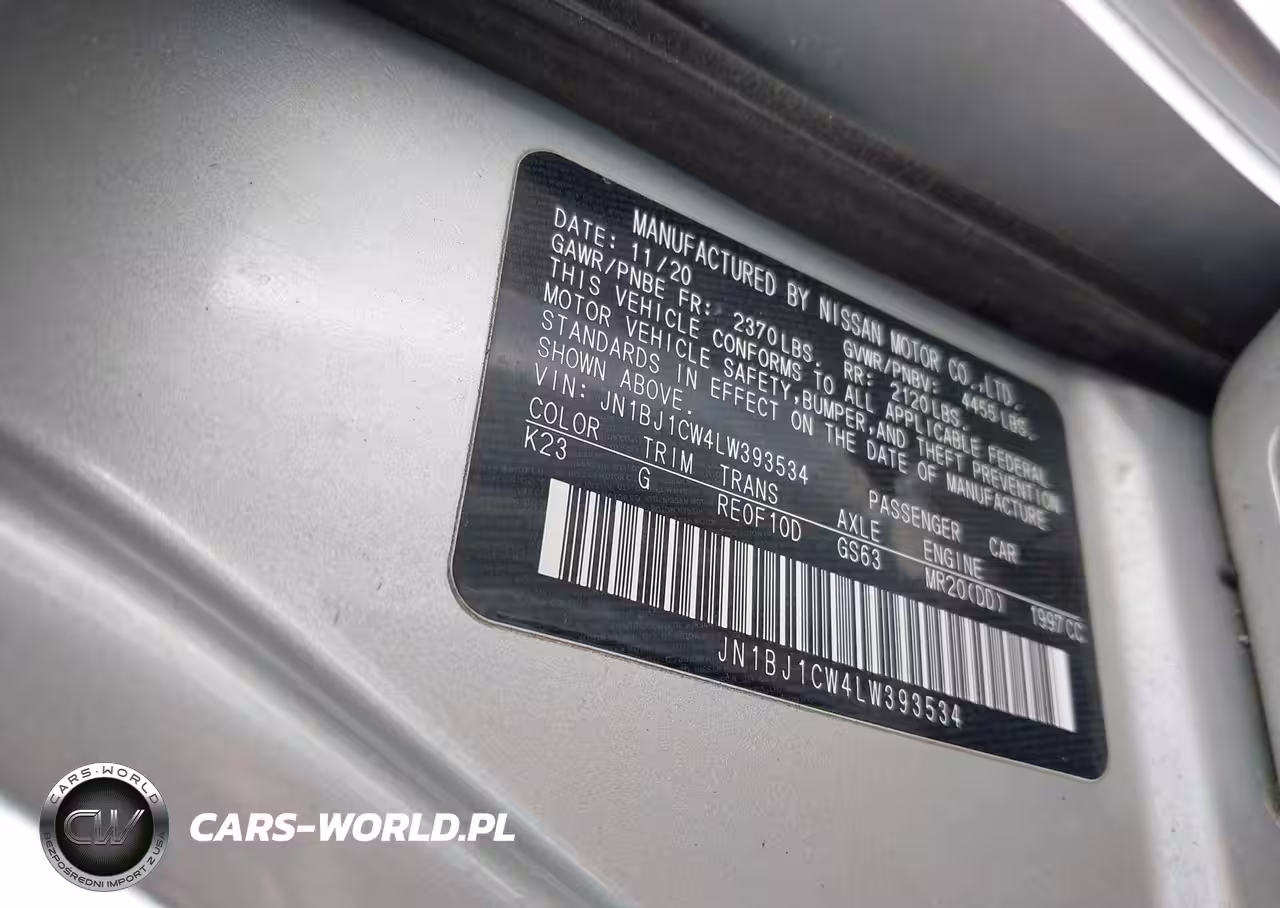 MANUFACTURED BY NISSAN MOTOR CO.,LTD.
DATE: 11/20 GVWR/PNBV: 4455LBS.
GAWR/PNBE FR: 2370LBS. RR: 2120LBS.
THIS VEHICLE CONFORMS TO ALL APPLICABLE FEDERAL
MOTOR VEHICLE SAFETY,BUMPER,AND THEFT PREVENTION
STANDARDS IN EFFECT ON THE DATE OF MANUFACTURE
SHOWN ABOVE.
VIN: JN1BJ1CW4LW393534 PASSENGER CAR
COLOR TRIM TRANS AXLE ENGINE
K23 G RE0F10D GS63 MR20(DD) 1997CC
JN1BJ1CW4LW393534
CARS-WORLD
CW
BEZPOŚREDNI IMPORT Z USA
CARS-WORLD.PL